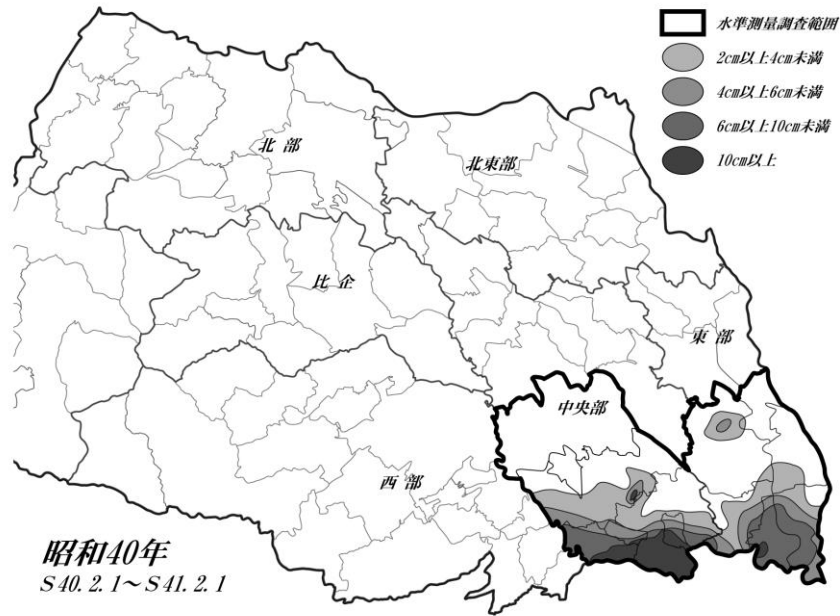 水準測量調査範囲
2cm以上4cm未満
4cm以上6cm未満
6cm以上10cm未満
10cm以上
北部
北東部
比企
東部
中央部
西部
昭和40年
S40.2.1～S41.2.1